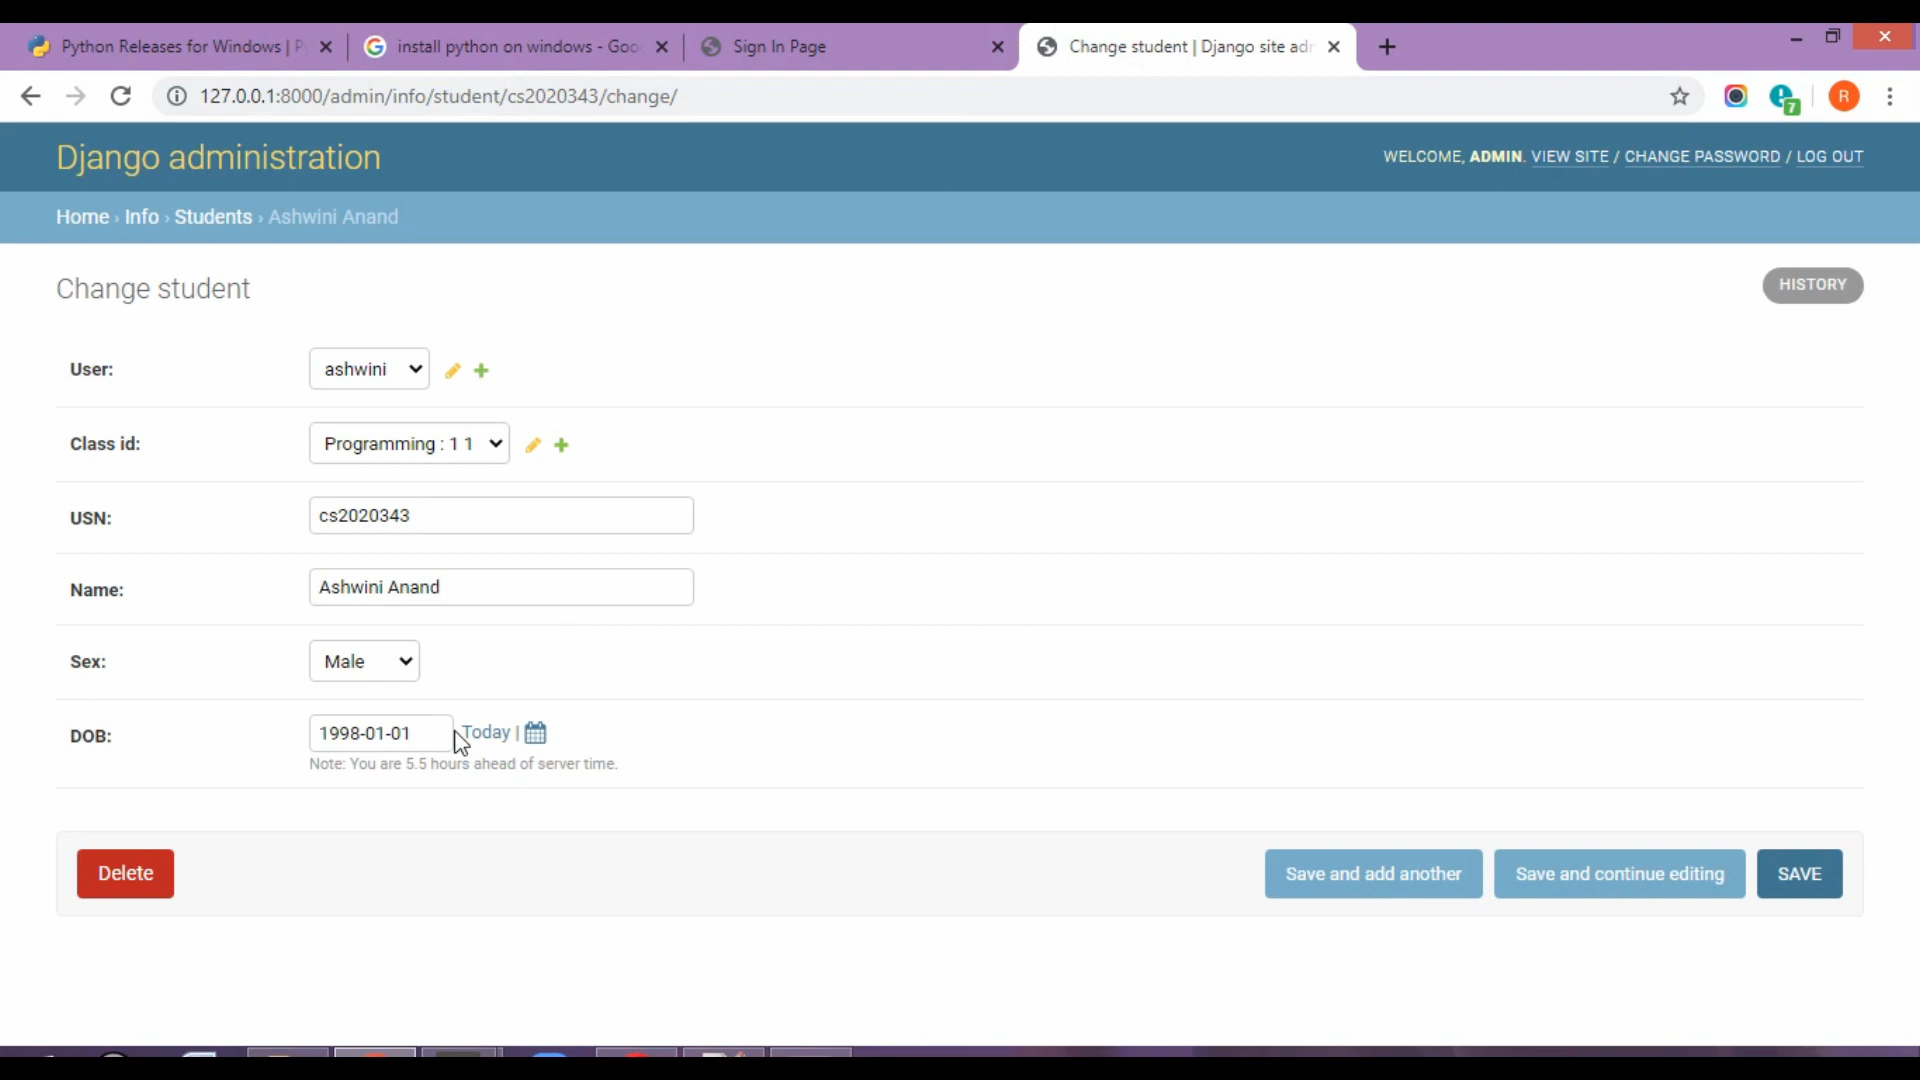 Python Releases for Windows | P
install python on windows - Goo
Sign In Page
Change student | Django site adm
127.0.0.1:8000/admin/info/student/cs2020343/change/
7
R
Django administration
WELCOME, ADMIN. VIEW SITE / CHANGE PASSWORD / LOG OUT
Home › Info › Students › Ashwini Anand
Change student
HISTORY
User:
ashwini
Class id:
Programming : 1 1
USN:
cs2020343
Name:
Ashwini Anand
Sex:
Male
DOB:
1998-01-01
Today |
Note: You are 5.5 hours ahead of server time.
Delete
Save and add another
Save and continue editing
SAVE